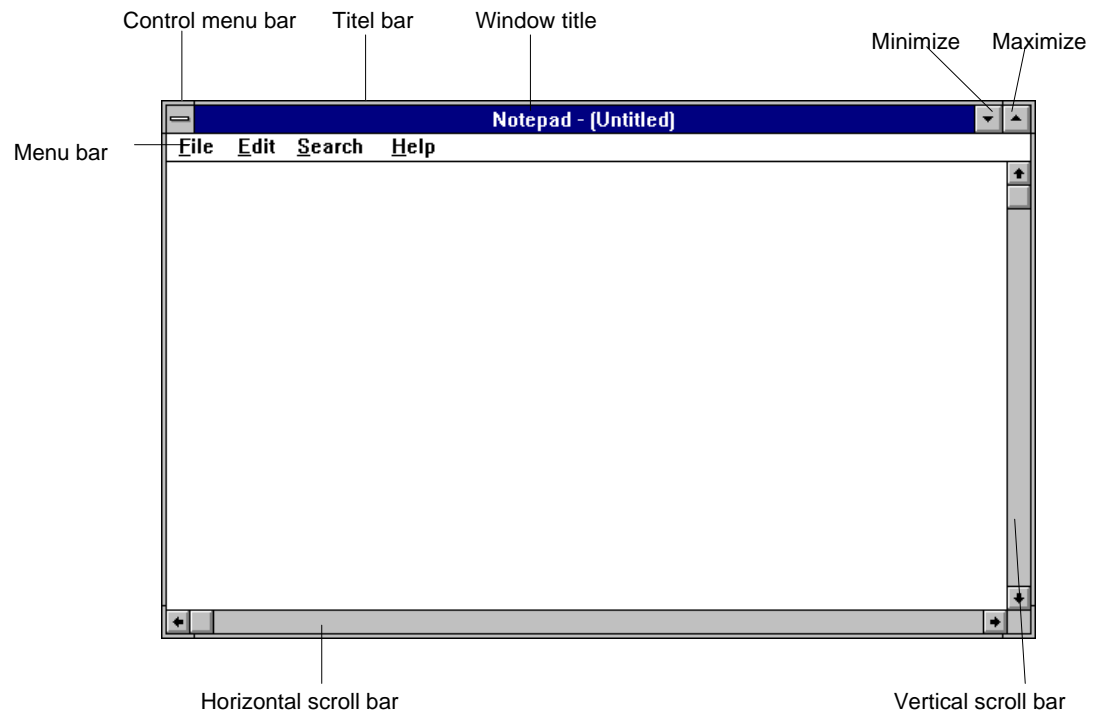 Control menu bar Titel bar Window title
Minimize Maximize
Notepad - (Untitled)
Menu bar
File Edit Search Help
Horizontal scroll bar Vertical scroll bar